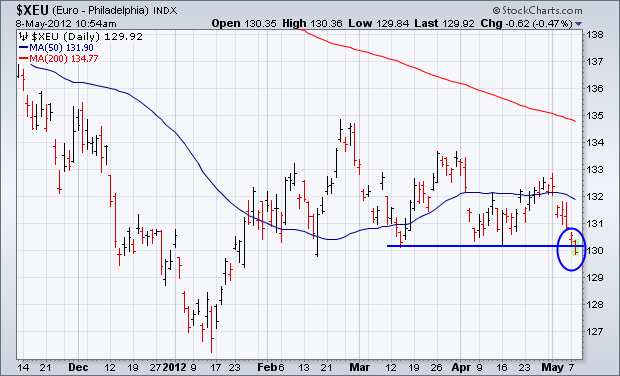 $XEU (Euro - Philadelphia) INDX
© StockCharts.com
8-May-2012 10:54am
Open 130.35 High 130.36 Low 129.84 Last 129.92 Chg -0.62 (-0.47%)
$XEU (Daily) 129.92
MA(50) 131.90
MA(200) 134.77
138
137
136
135
134
133
132
131
130
129
128
127
14 21 Dec 12 19 2012 9 17 23 Feb 6 13 21 Mar 12 19 26 Apr 9 16 23 May 7